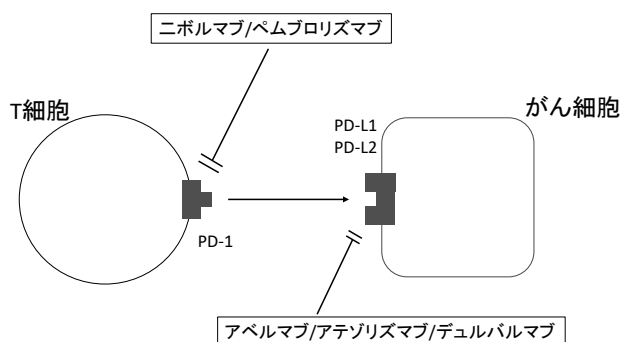 ニボルマブ/ペムブロリズマブ
T細胞
がん細胞
PD-L1
PD-L2
PD-1
アベルマブ/アテゾリズマブ/デュルバルマブ